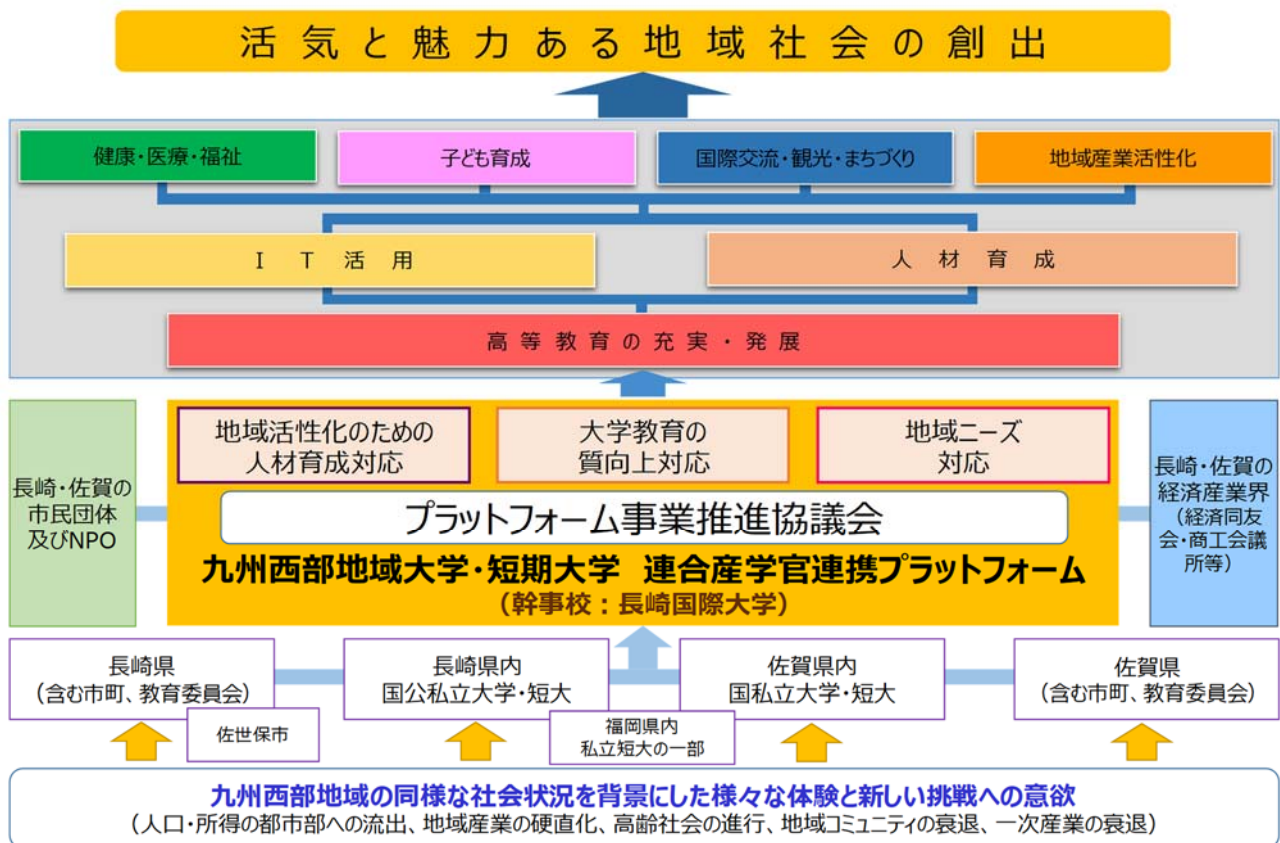 活気と魅力ある地域社会の創出
健康・医療・福祉
子ども育成
国際交流・観光・まちづくり
地域産業活性化
ＩＴ活用
人材育成
高等教育の充実・発展
長崎・佐賀の
市民団体
及びNPO
地域活性化のための
人材育成対応
大学教育の
質向上対応
地域ニーズ
対応
プラットフォーム事業推進協議会
九州西部地域大学・短期大学 連合産学官連携プラットフォーム
（幹事校：長崎国際大学）
長崎・佐賀の
経済産業界
（経済同友
会・商工会議
所等）
長崎県
（含む市町、教育委員会）
佐世保市
長崎県内
国公私立大学・短大
福岡県内
私立短大の一部
佐賀県内
国私立大学・短大
佐賀県
（含む市町、教育委員会）
九州西部地域の同様な社会状況を背景にした様々な体験と新しい挑戦への意欲
（人口・所得の都市部への流出、地域産業の硬直化、高齢社会の進行、地域コミュニティの衰退、一次産業の衰退）